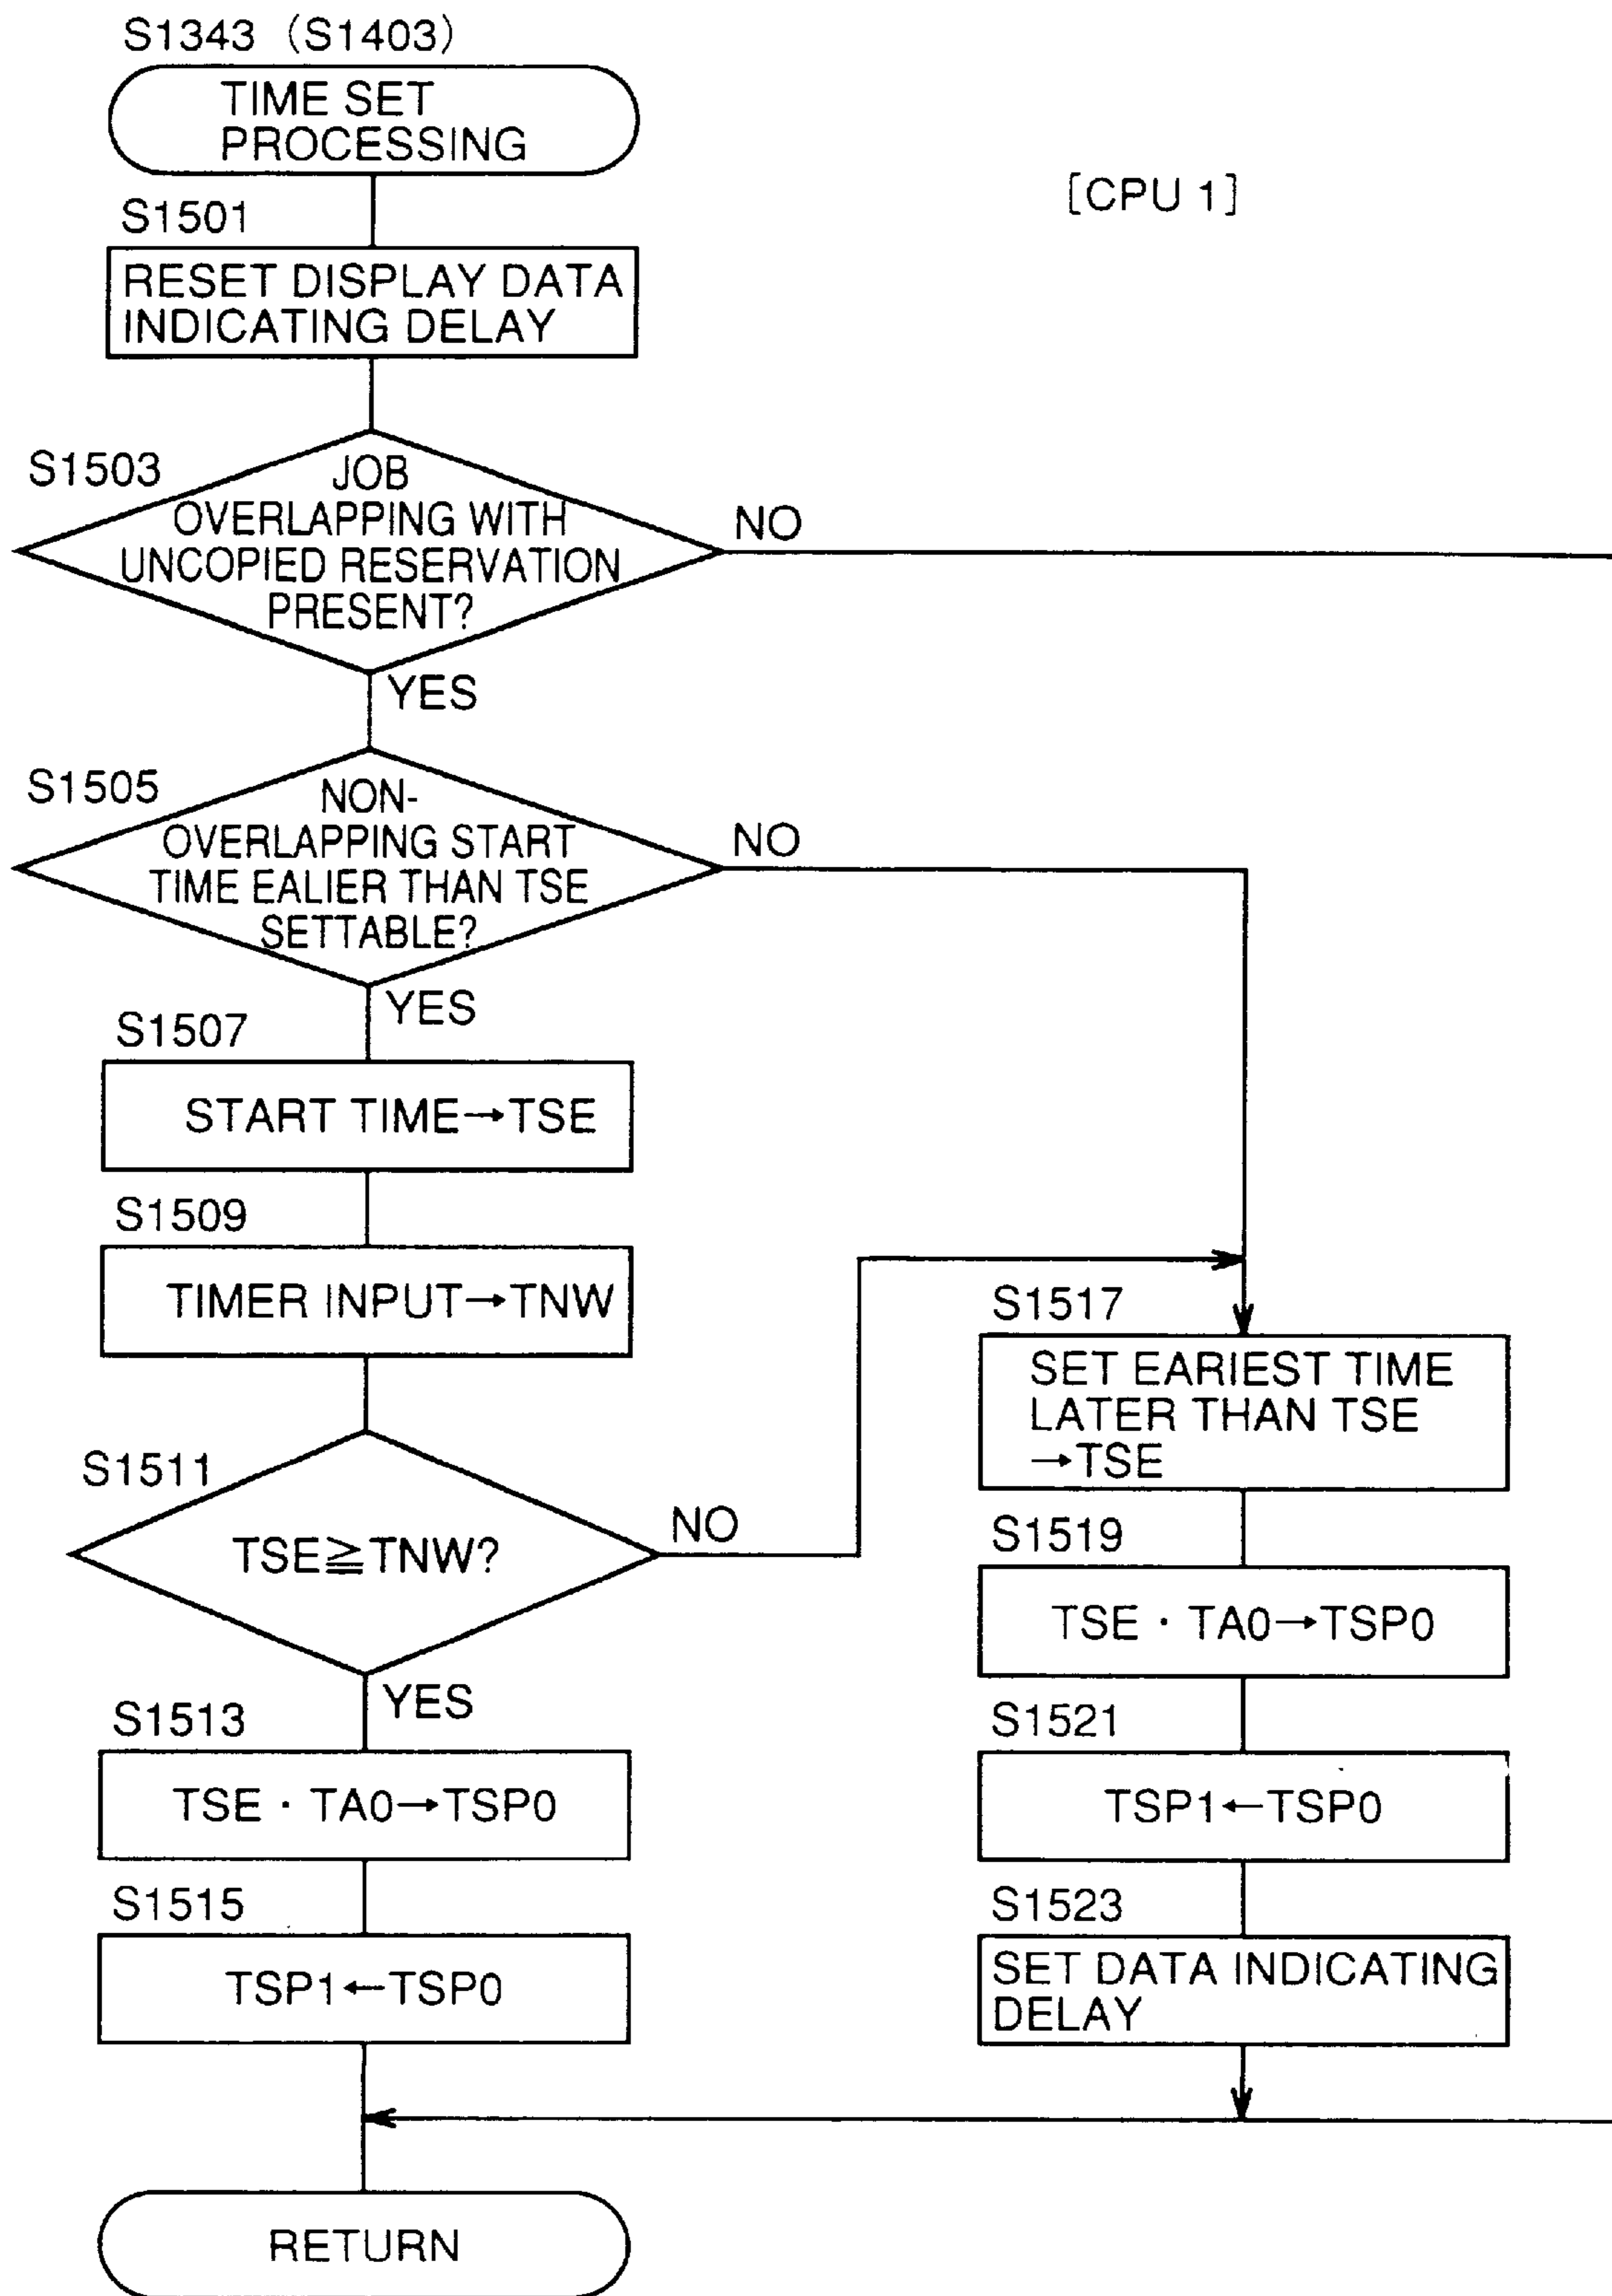 S1343 (S1403)
TIME SET
PROCESSING
[CPU 1]
S1501
RESET DISPLAY DATA
INDICATING DELAY
S1503
JOB
OVERLAPPING WITH
UNCOPIED RESERVATION
PRESENT?
NO
YES
S1505
NON-
OVERLAPPING START
TIME EALIER THAN TSE
SETTABLE?
NO
YES
S1507
START TIME→TSE
S1509
TIMER INPUT→TNW
S1511
TSE≧TNW?
NO
YES
S1513
TSE・TA0→TSP0
S1515
TSP1←TSP0
S1517
SET EARIEST TIME
LATER THAN TSE
→TSE
S1519
TSE・TA0→TSP0
S1521
TSP1←TSP0
S1523
SET DATA INDICATING
DELAY
RETURN